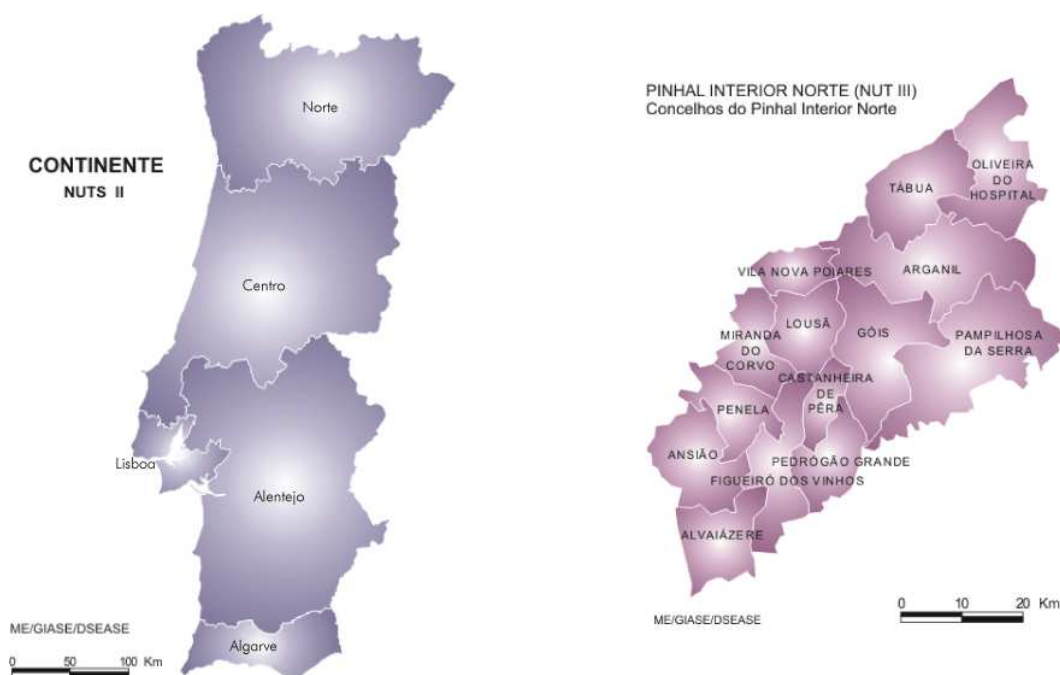 CONTINENTE
NUTS II
Norte
Centro
Lisboa
Alentejo
Algarve
ME/GIASE/DSEASE
0 50 100 Km
PINHAL INTERIOR NORTE (NUT III)
Concelhos do Pinhal Interior Norte
OLIVEIRA
DO
HOSPITAL
TÁBUA
VILA NOVA POIARES
ARGANIL
LOUSÃ
GÓIS
MIRANDA
DO
CORVO
PAMPILHOSA
DA SERRA
CASTANHEIRA
DE
PÊRA
PENELA
ANSIÃO
PEDRÓGÃO GRANDE
FIGUEIRÓ DOS VINHOS
ALVAIÁZERE
ME/GIASE/DSEASE
0 10 20 Km